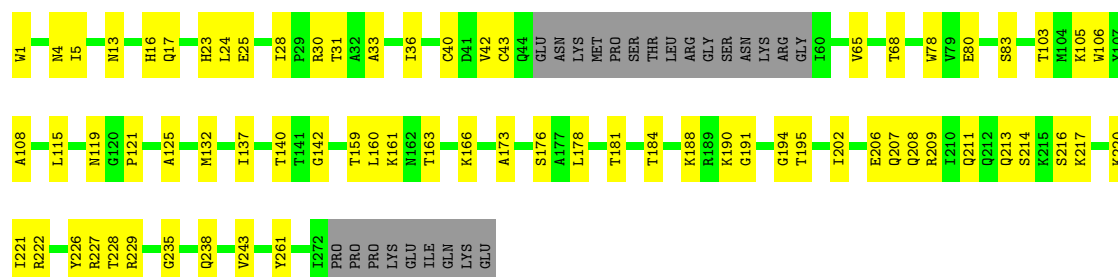 W1 N4 I5 N13 H16 Q17 H23 L24 E25 I28 P29 R30 T31 A32 A33 I36 C40 D41 V42 C43 Q44 GLU ASN LYS MET PRO SER THR LEU ARG GLY SER ASN LYS ARG GLY I60 V65 T68 W78 V79 E80 S83 T103 M104 K105 W106
A108 L115 N119 G120 P121 A125 M132 I137 T140 T141 G142 T159 L160 K161 N162 T163 K166 A173 S176 A177 L178 T181 T184 K188 R189 K190 G191 G194 T195 I202 E206 Q207 Q208 R209 I210 Q211 Q212 Q213 S214 K215 S216 K217
I221 R222 Y226 R227 T228 R229 G235 Q238 V243 Y261 I272 PRO PRO PRO LYS GLU ILE GLN LYS GLU